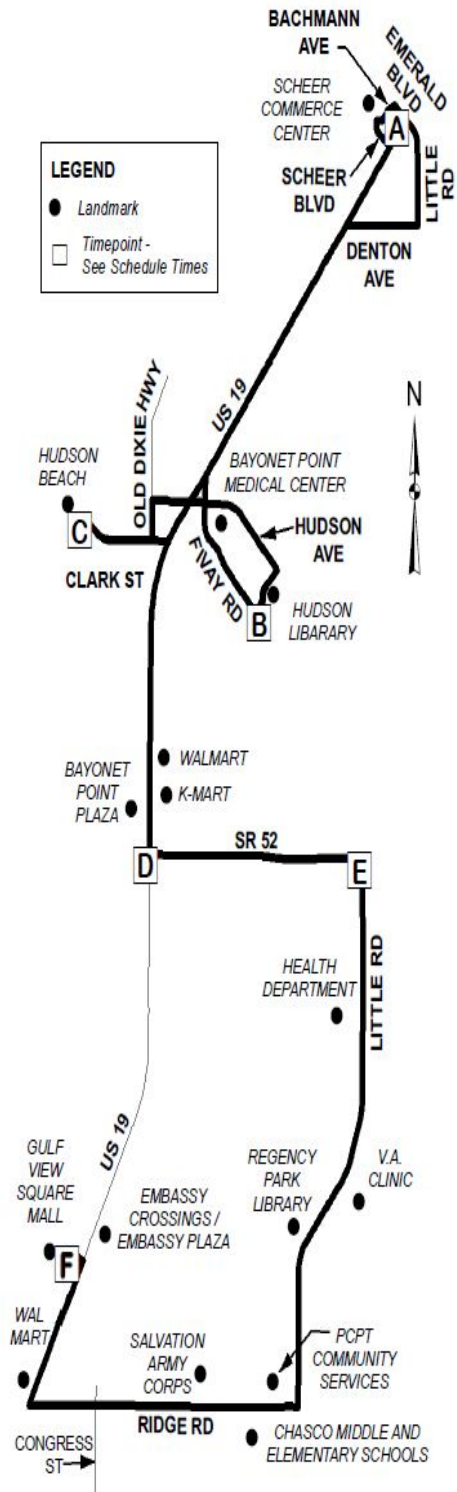 BACHMANN
AVE
EMERALD
BLVD
SCHEER
COMMERCE
CENTER
A
SCHEER
BLVD
LITTLE
RD
DENTON
AVE
LEGEND
Landmark
Timepoint -
See Schedule Times
N
US 19
OLD DIXIE HWY
HUDSON
BEACH
BAYONET POINT
MEDICAL CENTER
C
HUDSON
AVE
CLARK ST
FIVAY RD
B
HUDSON
LIBARARY
WALMART
BAYONET
POINT
PLAZA
K-MART
D
SR 52
E
HEALTH
DEPARTMENT
LITTLE RD
US 19
GULF
VIEW
SQUARE
MALL
REGENCY
PARK
LIBRARY
V.A.
CLINIC
EMBASSY
CROSSINGS /
EMBASSY PLAZA
F
WAL
MART
SALVATION
ARMY
CORPS
PCPT
COMMUNITY
SERVICES
RIDGE RD
CONGRESS
ST
CHASCO MIDDLE AND
ELEMENTARY SCHOOLS